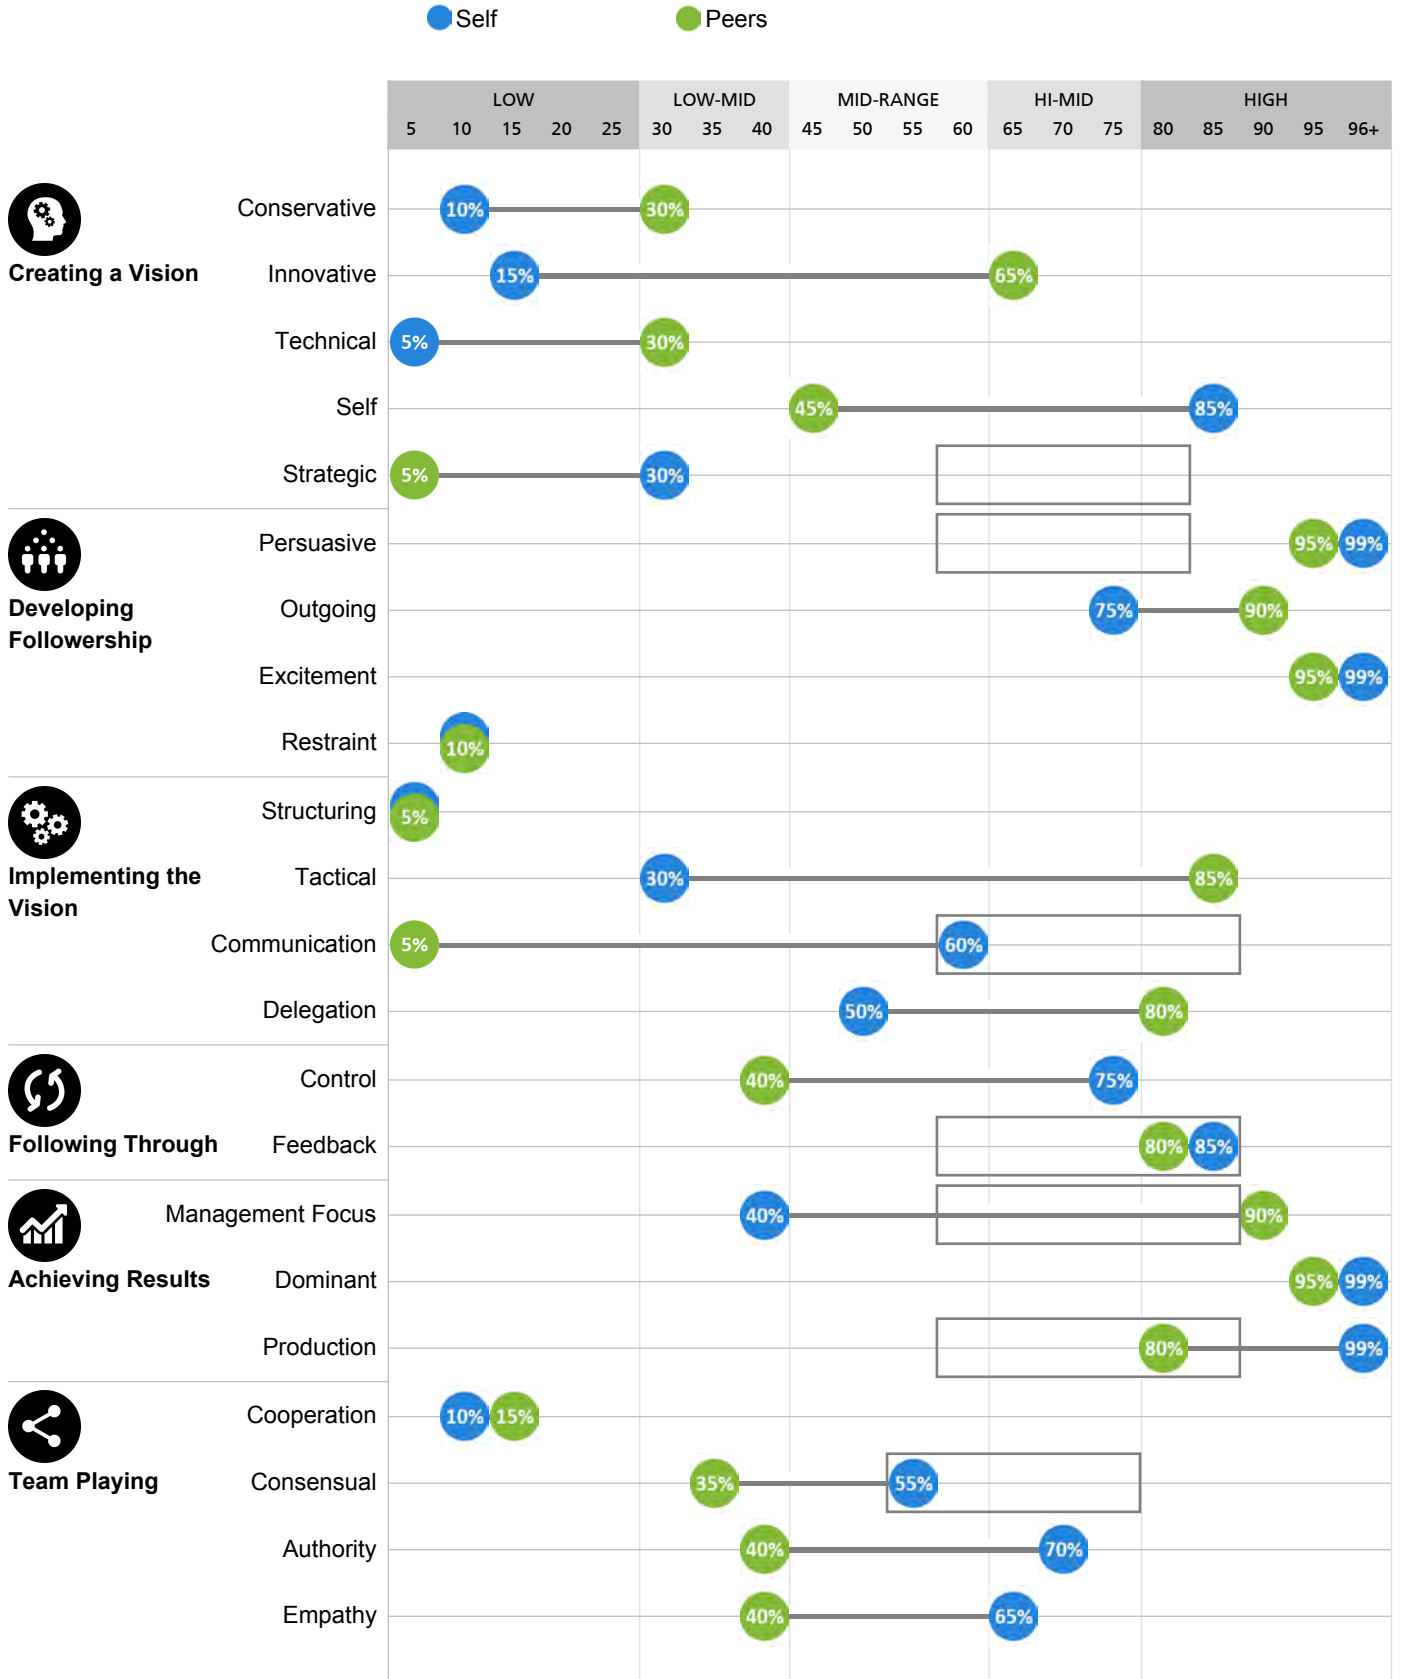 Self Peers
LOW LOW-MID MID-RANGE HI-MID HIGH
5 10 15 20 25 30 35 40 45 50 55 60 65 70 75 80 85 90 95 96+
Creating a Vision
Conservative 10% 30%
Innovative 15% 65%
Technical 5% 30%
Self 45% 85%
Strategic 5% 30%
Developing
Followership
Persuasive 95% 99%
Outgoing 75% 90%
Excitement 95% 99%
Restraint 10%
Implementing the
Vision
Structuring 5%
Tactical 30% 85%
Communication 5% 60%
Delegation 50% 80%
Following Through
Control 40% 75%
Feedback 80% 85%
Achieving Results
Management Focus 40% 90%
Dominant 95% 99%
Production 80% 99%
Team Playing
Cooperation 10% 15%
Consensual 35% 55%
Authority 40% 70%
Empathy 40% 65%